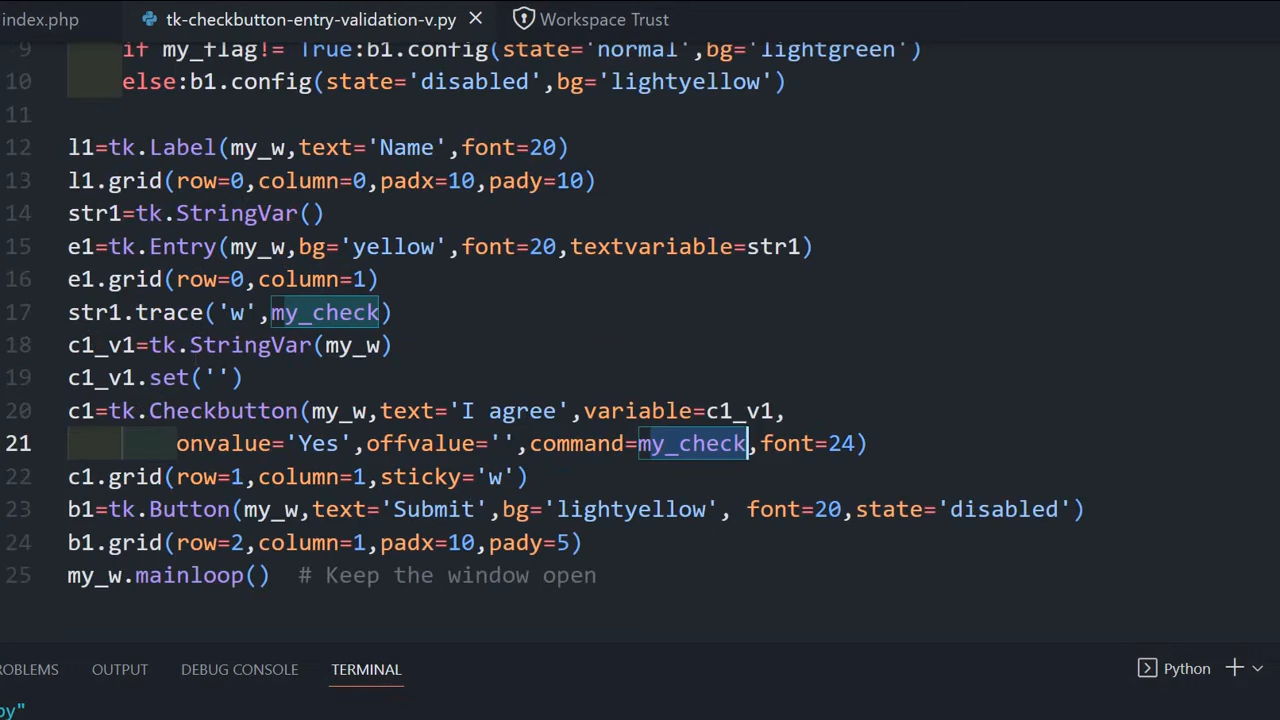 index.php tk-checkbutton-entry-validation-v.py Workspace Trust
9 if my_flag!= True:b1.config(state='normal',bg='lightgreen')
10 else:b1.config(state='disabled',bg='lightyellow')
11
12 l1=tk.Label(my_w,text='Name',font=20)
13 l1.grid(row=0,column=0,padx=10,pady=10)
14 str1=tk.StringVar()
15 e1=tk.Entry(my_w,bg='yellow',font=20,textvariable=str1)
16 e1.grid(row=0,column=1)
17 str1.trace('w',my_check)
18 c1_v1=tk.StringVar(my_w)
19 c1_v1.set('')
20 c1=tk.Checkbutton(my_w,text='I agree',variable=c1_v1,
21 onvalue='Yes',offvalue='',command=my_check,font=24)
22 c1.grid(row=1,column=1,sticky='w')
23 b1=tk.Button(my_w,text='Submit',bg='lightyellow', font=20,state='disabled')
24 b1.grid(row=2,column=1,padx=10,pady=5)
25 my_w.mainloop()  # Keep the window open
ROBLEMS OUTPUT DEBUG CONSOLE TERMINAL Python
py"